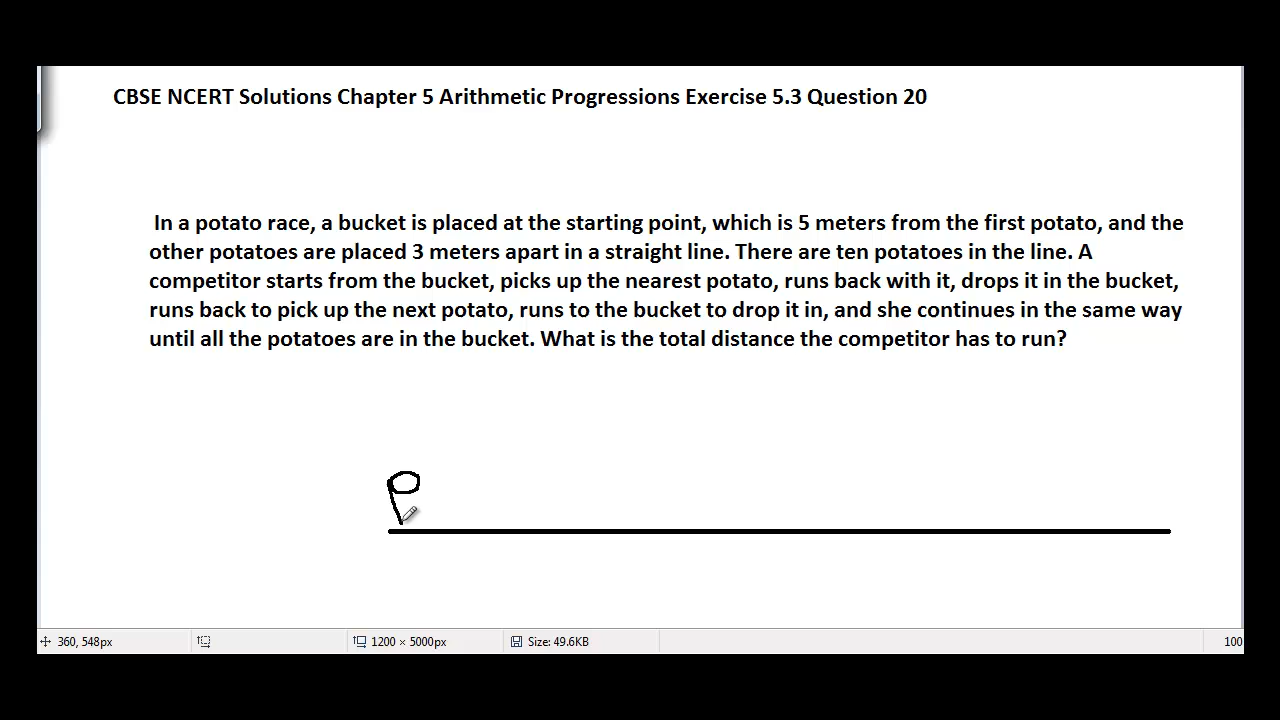 CBSE NCERT Solutions Chapter 5 Arithmetic Progressions Exercise 5.3 Question 20
In a potato race, a bucket is placed at the starting point, which is 5 meters from the first potato, and the
other potatoes are placed 3 meters apart in a straight line. There are ten potatoes in the line. A
competitor starts from the bucket, picks up the nearest potato, runs back with it, drops it in the bucket,
runs back to pick up the next potato, runs to the bucket to drop it in, and she continues in the same way
until all the potatoes are in the bucket. What is the total distance the competitor has to run?
360, 548px 1200 × 5000px Size: 49.6KB 100